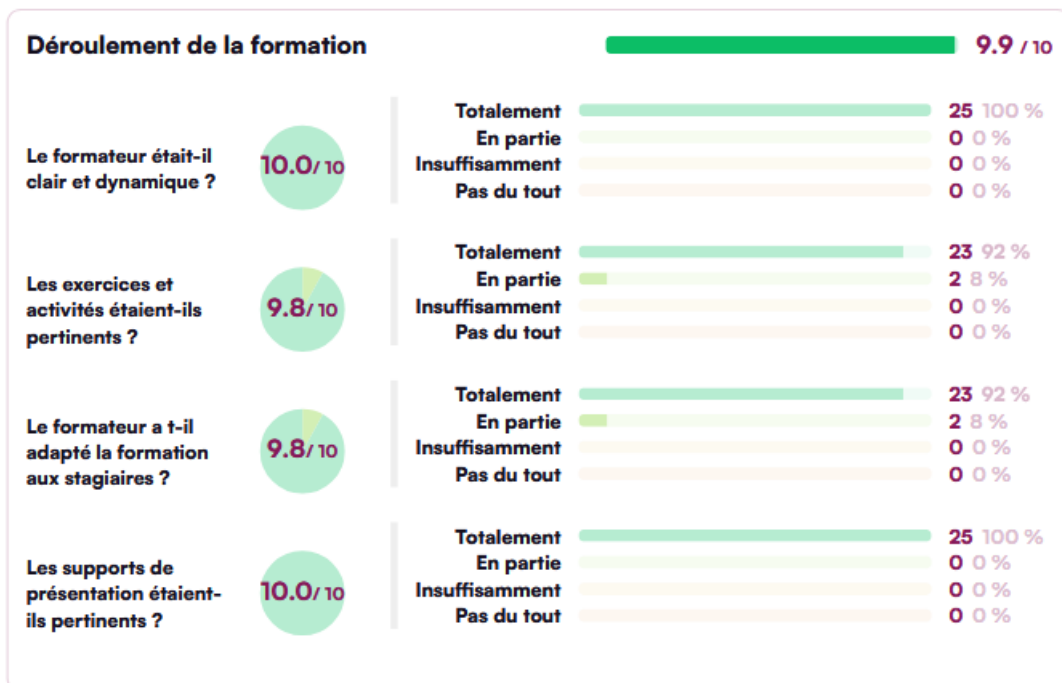 Déroulement de la formation
9.9 / 10
Le formateur était-il
clair et dynamique ?
10.0/ 10
Totalement 25 100 %
En partie 0 0 %
Insuffisamment 0 0 %
Pas du tout 0 0 %
Les exercices et
activités étaient-ils
pertinents ?
9.8/ 10
Totalement 23 92 %
En partie 2 8 %
Insuffisamment 0 0 %
Pas du tout 0 0 %
Le formateur a t-il
adapté la formation
aux stagiaires ?
9.8/ 10
Totalement 23 92 %
En partie 2 8 %
Insuffisamment 0 0 %
Pas du tout 0 0 %
Les supports de
présentation étaient-
ils pertinents ?
10.0/ 10
Totalement 25 100 %
En partie 0 0 %
Insuffisamment 0 0 %
Pas du tout 0 0 %